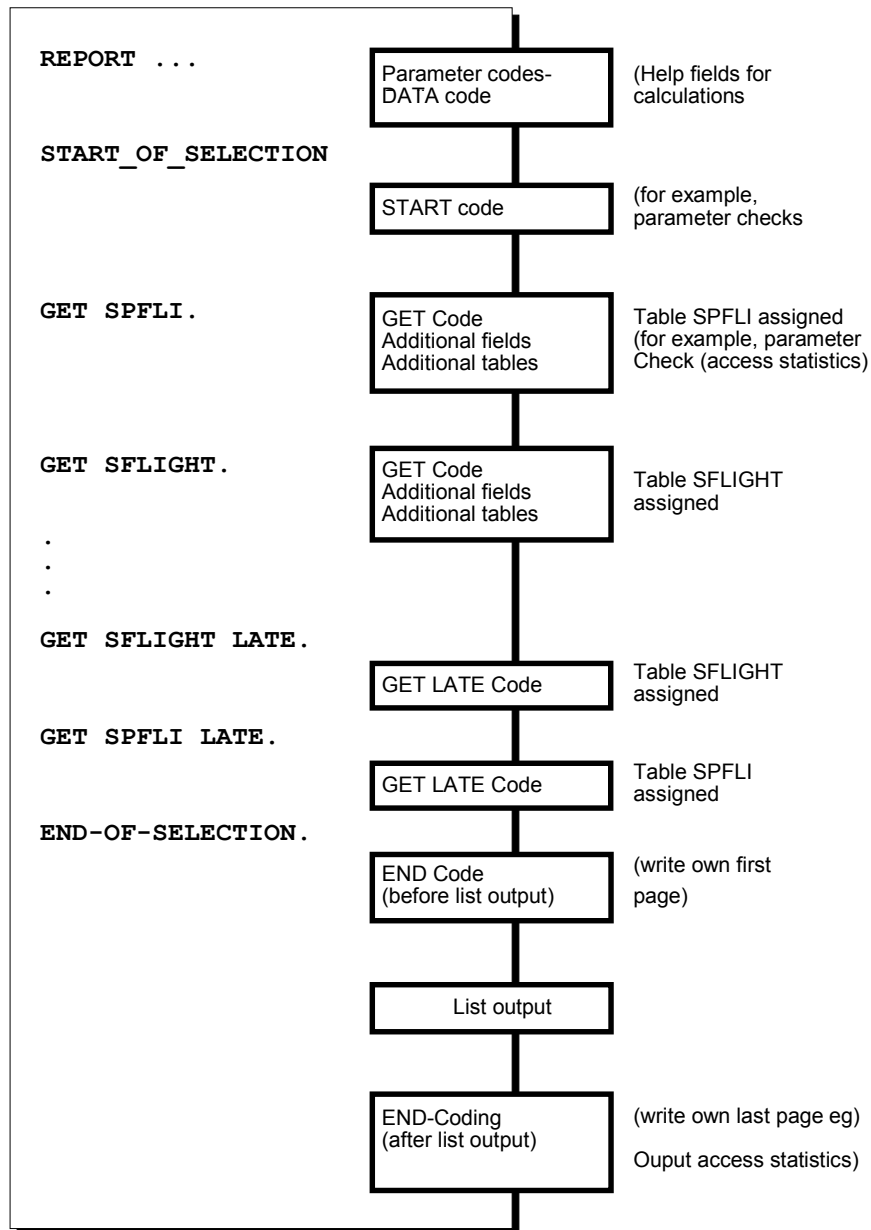 REPORT ...
Parameter codes-
DATA code
(Help fields for
calculations
START_OF_SELECTION
START code
(for example,
parameter checks
GET SPFLI.
GET Code
Additional fields
Additional tables
Table SPFLI assigned
(for example, parameter
Check (access statistics)
GET SFLIGHT.
GET Code
Additional fields
Additional tables
Table SFLIGHT
assigned
.
.
.
GET SFLIGHT LATE.
GET LATE Code
Table SFLIGHT
assigned
GET SPFLI LATE.
GET LATE Code
Table SPFLI
assigned
END-OF-SELECTION.
END Code
(before list output)
(write own first
page)
List output
END-Coding
(after list output)
(write own last page eg)
Ouput access statistics)